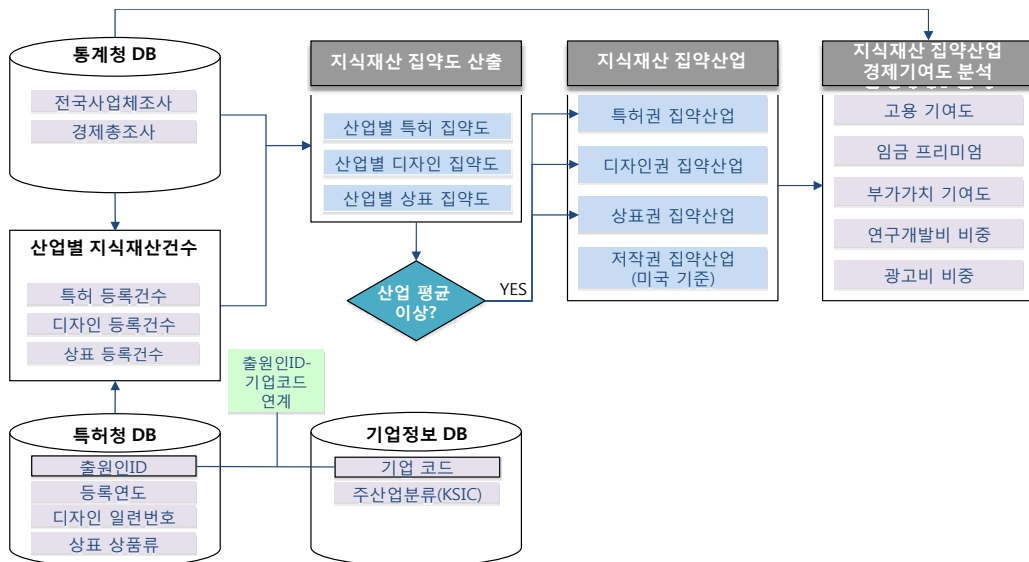 통계청 DB
전국사업체조사
경제총조사
산업별 지식재산건수
특허 등록건수
디자인 등록건수
상표 등록건수
특허청 DB
출원인ID
등록연도
디자인 일련번호
상표 상품류
출원인ID-
기업코드
연계
기업정보 DB
기업 코드
주산업분류(KSIC)
지식재산 집약도 산출
산업별 특허 집약도
산업별 디자인 집약도
산업별 상표 집약도
산업 평균
이상?
YES
지식재산 집약산업
특허권 집약산업
디자인권 집약산업
상표권 집약산업
저작권 집약산업
(미국 기준)
지식재산 집약산업
경제기여도 분석
고용 기여도
임금 프리미엄
부가가치 기여도
연구개발비 비중
광고비 비중